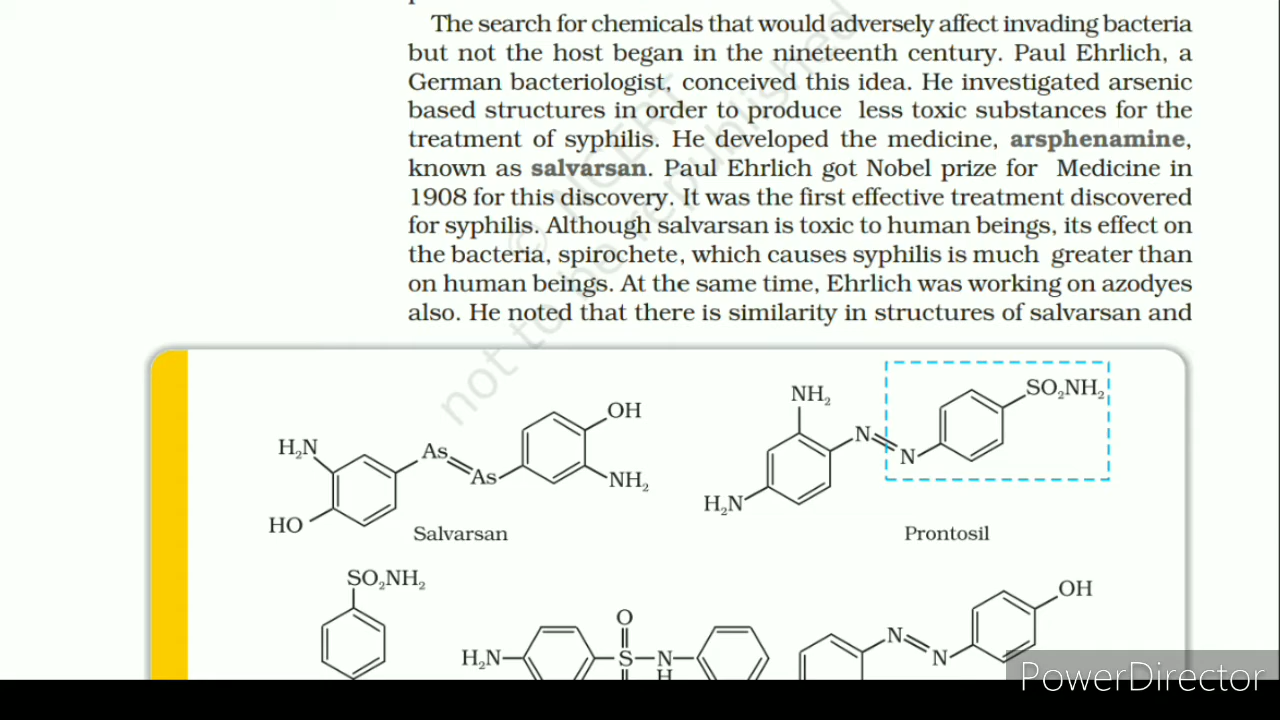 The search for chemicals that would adversely affect invading bacteria
but not the host began in the nineteenth century. Paul Ehrlich, a
German bacteriologist, conceived this idea. He investigated arsenic
based structures in order to produce less toxic substances for the
treatment of syphilis. He developed the medicine, arsphenamine,
known as salvarsan. Paul Ehrlich got Nobel prize for Medicine in
1908 for this discovery. It was the first effective treatment discovered
for syphilis. Although salvarsan is toxic to human beings, its effect on
the bacteria, spirochete, which causes syphilis is much greater than
on human beings. At the same time, Ehrlich was working on azodyes
also. He noted that there is similarity in structures of salvarsan and
© NCERT
not to be republished
H₂N
HO
As
As
OH
NH₂
Salvarsan
NH₂
H₂N
N
N
SO₂NH₂
Prontosil
SO₂NH₂
H₂N
O
S
N
H
N
N
OH
PowerDirector